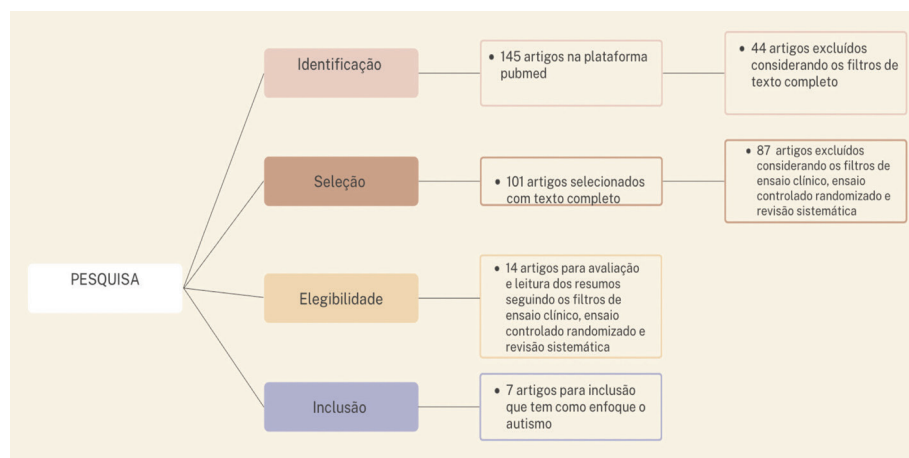 PESQUISA
Identificação
• 145 artigos na plataforma
pubmed
• 44 artigos excluídos
considerando os filtros de
texto completo
Seleção
• 101 artigos selecionados
com texto completo
• 87 artigos excluídos
considerando os filtros de
ensaio clínico, ensaio
controlado randomizado e
revisão sistemática
Elegibilidade
• 14 artigos para avaliação
e leitura dos resumos
seguindo os filtros de
ensaio clínico, ensaio
controlado randomizado e
revisão sistemática
Inclusão
• 7 artigos para inclusão
que tem como enfoque o
autismo